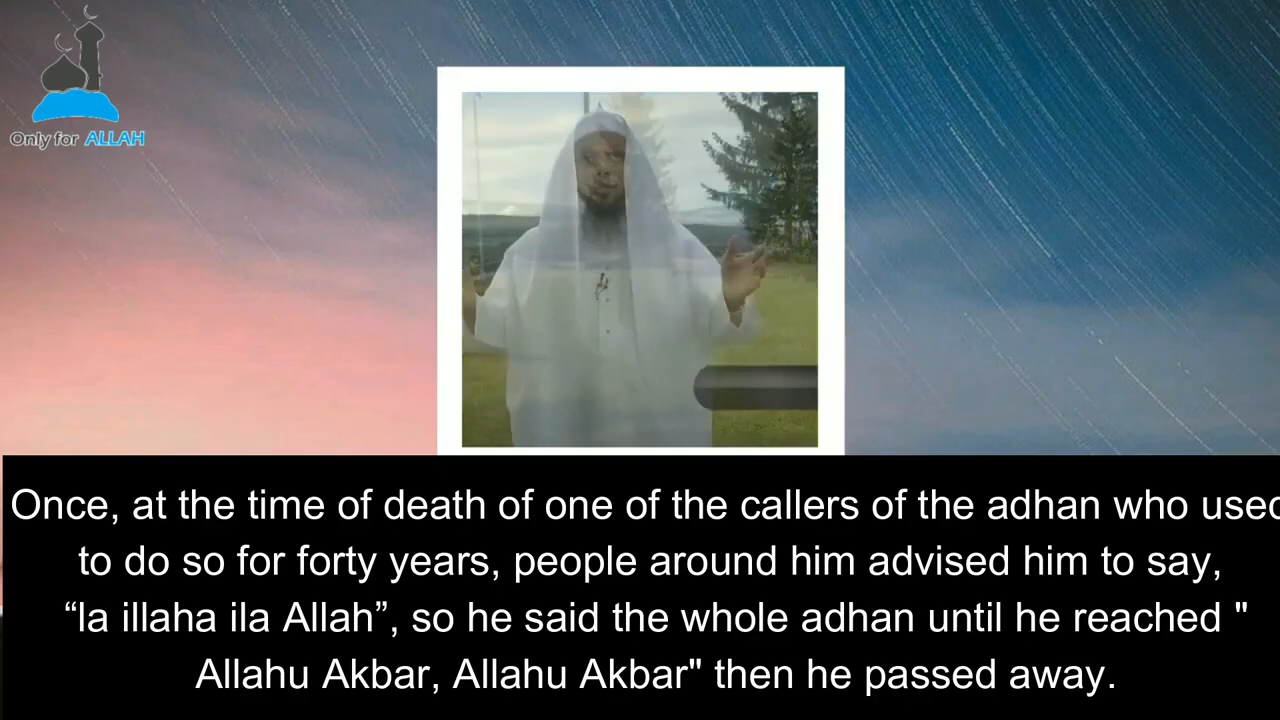 Only for ALLAH
Once, at the time of death of one of the callers of the adhan who used
to do so for forty years, people around him advised him to say,
“la illaha ila Allah”, so he said the whole adhan until he reached "
Allahu Akbar, Allahu Akbar" then he passed away.